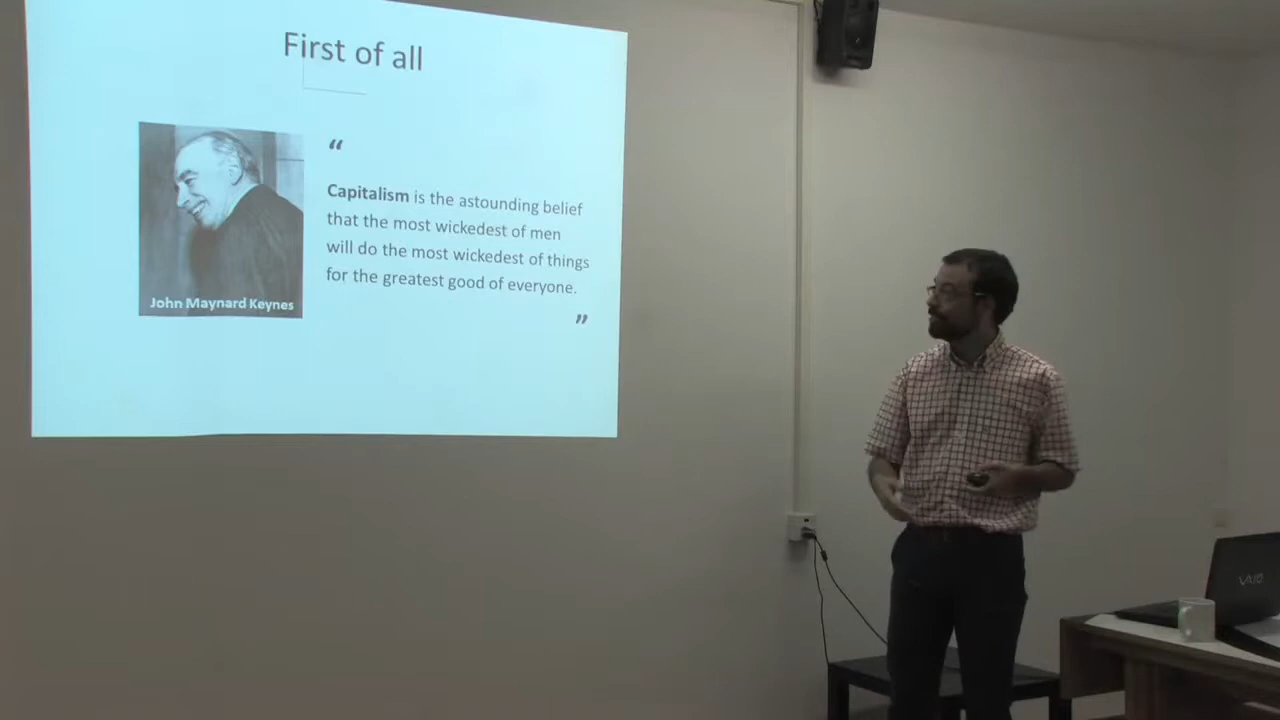 First of all
“
Capitalism is the astounding belief
that the most wickedest of men
will do the most wickedest of things
for the greatest good of everyone.
”
John Maynard Keynes
VAIO